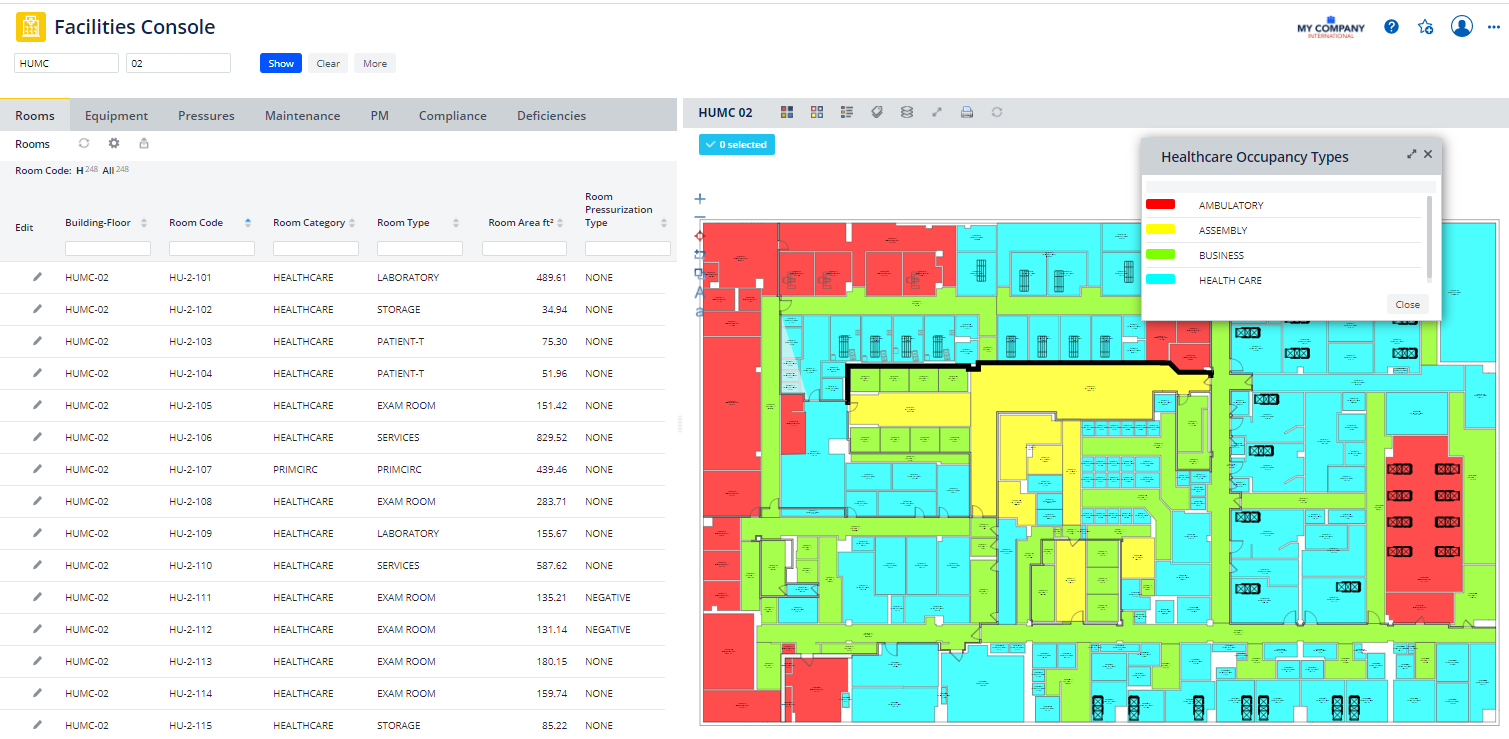 Facilities Console
MY COMPANY
INTERNATIONAL
HUMC 02 Show Clear More
Rooms Equipment Pressures Maintenance PM Compliance Deficiencies
Rooms
Room Code: H 248 All 248
Edit Building-Floor Room Code Room Category Room Type Room Area ft² Room Pressurization Type
HUMC-02 HU-2-101 HEALTHCARE LABORATORY 489.61 NONE
HUMC-02 HU-2-102 HEALTHCARE STORAGE 34.94 NONE
HUMC-02 HU-2-103 HEALTHCARE PATIENT-T 75.30 NONE
HUMC-02 HU-2-104 HEALTHCARE PATIENT-T 51.96 NONE
HUMC-02 HU-2-105 HEALTHCARE EXAM ROOM 151.42 NONE
HUMC-02 HU-2-106 HEALTHCARE SERVICES 829.52 NONE
HUMC-02 HU-2-107 PRIMCIRC PRIMCIRC 439.46 NONE
HUMC-02 HU-2-108 HEALTHCARE EXAM ROOM 283.71 NONE
HUMC-02 HU-2-109 HEALTHCARE LABORATORY 155.67 NONE
HUMC-02 HU-2-110 HEALTHCARE SERVICES 587.62 NONE
HUMC-02 HU-2-111 HEALTHCARE EXAM ROOM 135.21 NEGATIVE
HUMC-02 HU-2-112 HEALTHCARE EXAM ROOM 131.14 NEGATIVE
HUMC-02 HU-2-113 HEALTHCARE EXAM ROOM 180.15 NONE
HUMC-02 HU-2-114 HEALTHCARE EXAM ROOM 159.74 NONE
HUMC-02 HU-2-115 HEALTHCARE STORAGE 85.22 NONE
HUMC 02
0 selected
A
a
Healthcare Occupancy Types
AMBULATORY
ASSEMBLY
BUSINESS
HEALTH CARE
Close